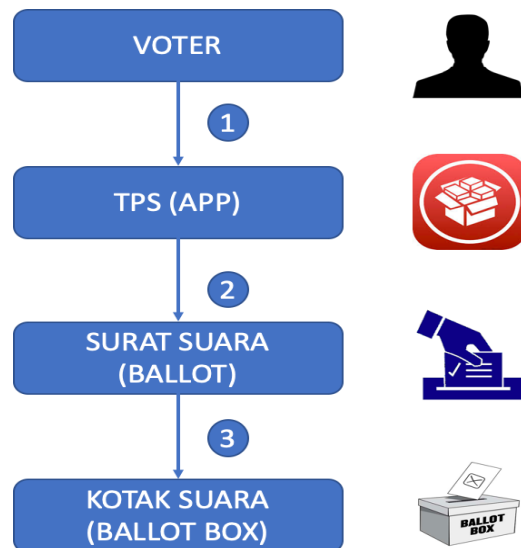 VOTER
1
TPS (APP)
2
SURAT SUARA
(BALLOT)
3
KOTAK SUARA
(BALLOT BOX)
BALLOT
BOX